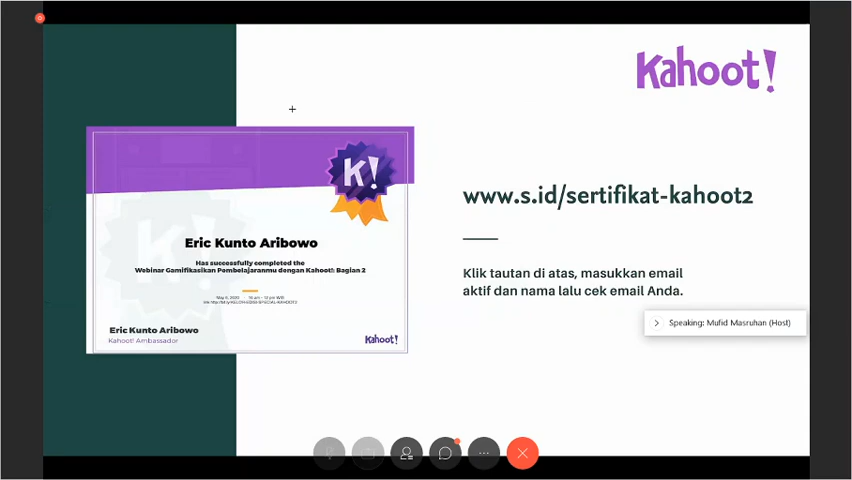 Kahoot!
K!
www.s.id/sertifikat-kahoot2
Eric Kunto Aribowo
Has successfully completed the
Webinar Gamifikasikan Pembelajaranmu dengan Kahoot!: Bagian 2
Klik tautan di atas, masukkan email
aktif dan nama lalu cek email Anda.
Eric Kunto Aribowo
Kahoot! Ambassador
Kahoot!
Speaking: Mufid Masruhan (Host)